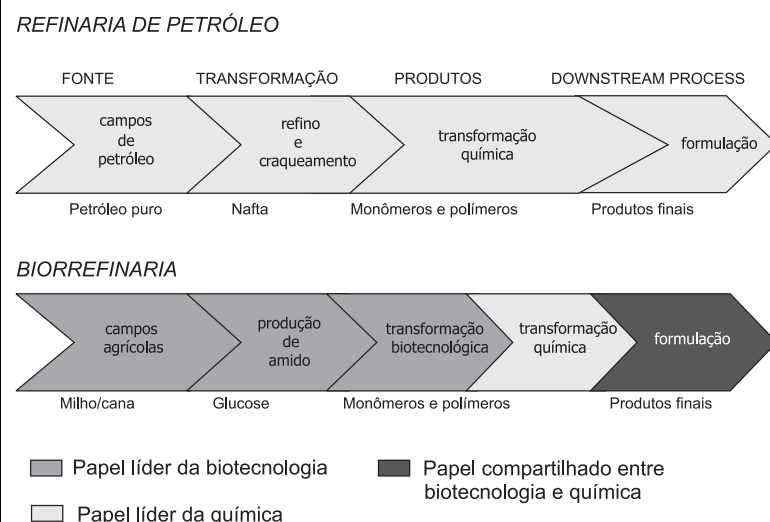 REFINARIA DE PETRÓLEO
FONTE TRANSFORMAÇÃO PRODUTOS DOWNSTREAM PROCESS
campos
de
petróleo
refino
e
craqueamento
transformação
química
formulação
Petróleo puro Nafta Monômeros e polímeros Produtos finais
BIORREFINARIA
campos
agrícolas
produção
de
amido
transformação
biotecnológica
transformação
química
formulação
Milho/cana Glucose Monômeros e polímeros Produtos finais
Papel líder da biotecnologia
Papel compartilhado entre
biotecnologia e química
Papel líder da química